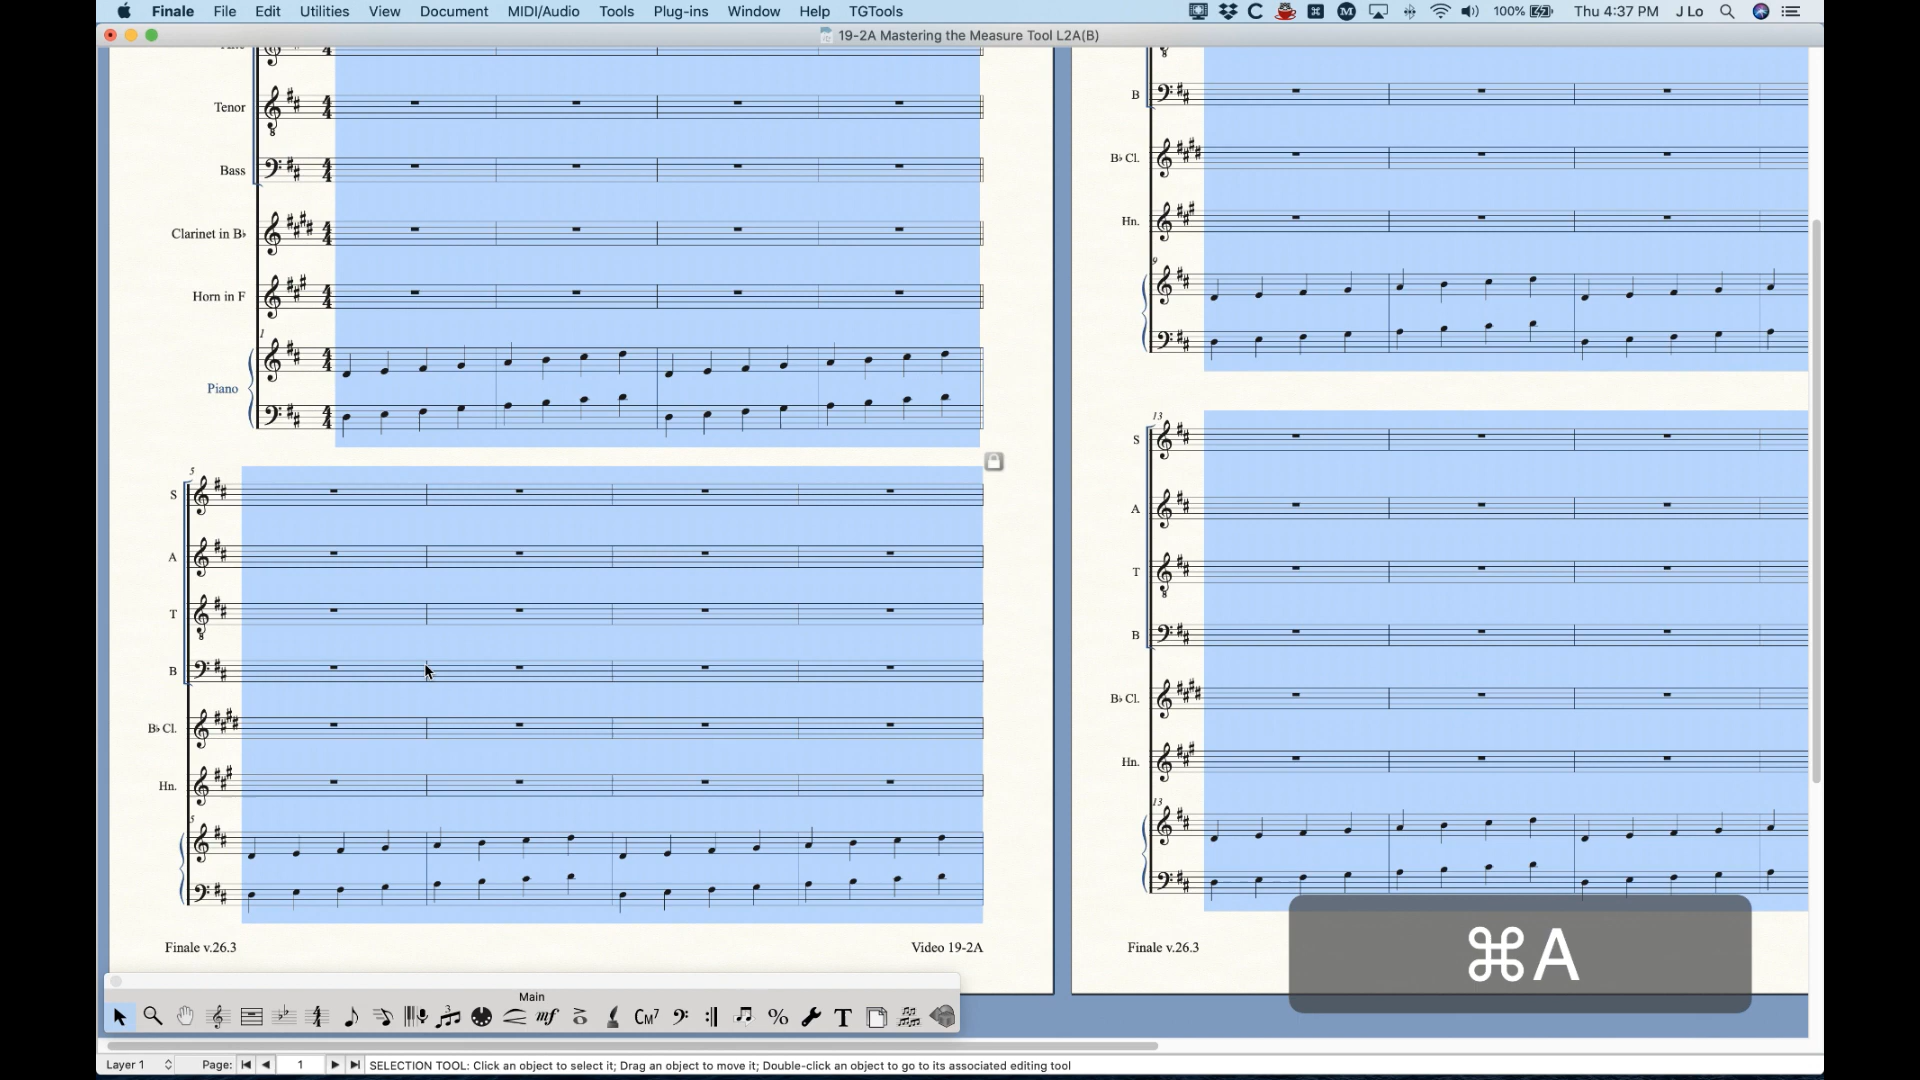 Finale File Edit Utilities View Document MIDI/Audio Tools Plug-ins Window Help TGTools 100% Thu 4:37 PM J Lo
19-2A Mastering the Measure Tool L2A(B)
Tenor
Bass
Clarinet in B♭
Horn in F
1
Piano
5
S
A
T
B
B♭ Cl.
Hn.
5
Finale v.26.3 Video 19-2A
B
B♭ Cl.
Hn.
9
13
S
A
T
B
B♭ Cl.
Hn.
13
Finale v.26.3
⌘A
Main
mf CM7 % T
Layer 1 Page: 1 SELECTION TOOL: Click an object to select it; Drag an object to move it; Double-click an object to go to its associated editing tool